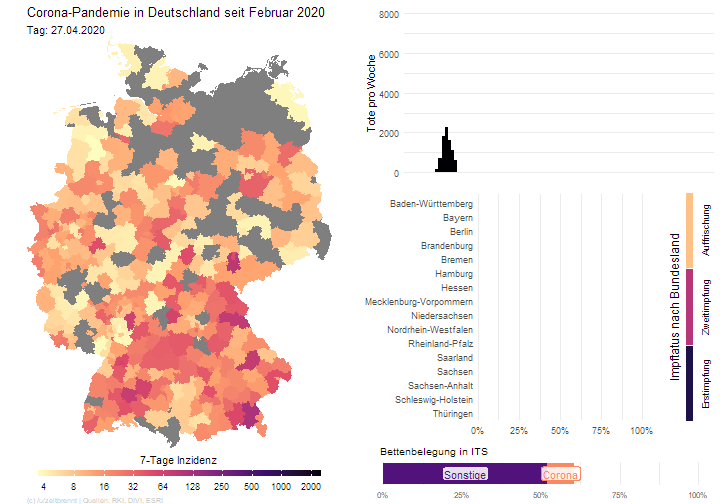 Corona-Pandemie in Deutschland seit Februar 2020
Tag: 27.04.2020
7-Tage Inzidenz
4 8 16 32 64 125 250 500 1000 2000
Tote pro Woche
8000
6000
4000
2000
0
Baden-Württemberg
Bayern
Berlin
Brandenburg
Bremen
Hamburg
Hessen
Mecklenburg-Vorpommern
Niedersachsen
Nordrhein-Westfalen
Rheinland-Pfalz
Saarland
Sachsen
Sachsen-Anhalt
Schleswig-Holstein
Thüringen
0% 25% 50% 75% 100%
Impfstatus nach Bundesland
Auffrischung
Zweitimpfung
Erstimpfung
Bettenbelegung in ITS
Sonstige
Corona
0% 25% 50% 75% 100%
Quellen: RKI, DIVI, ESRI